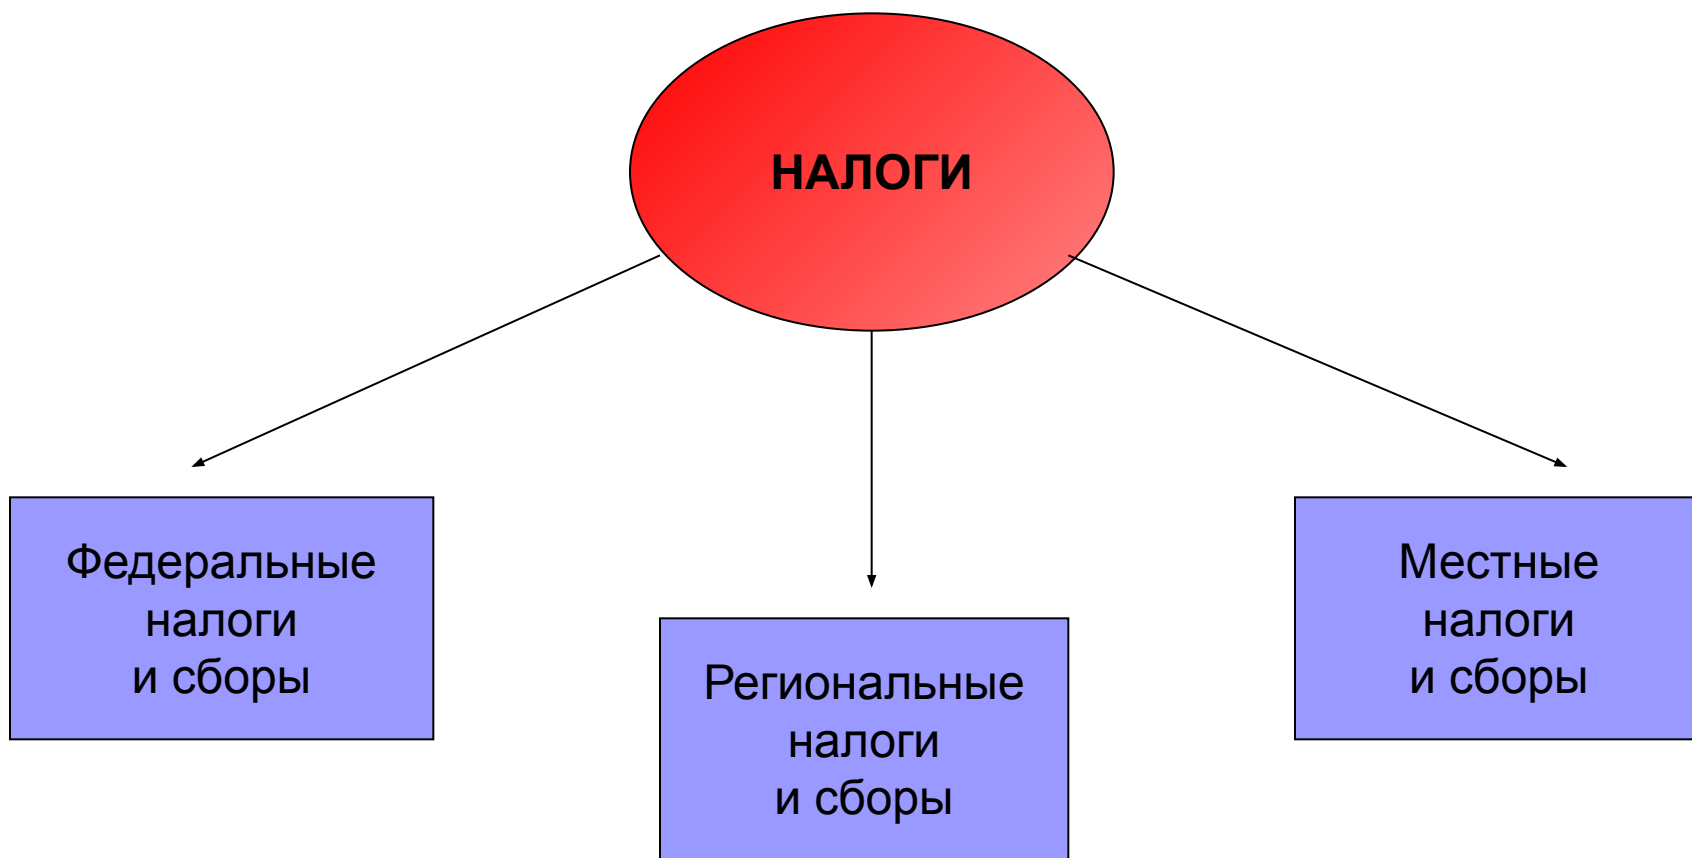 НАЛОГИ
Федеральные
налоги
и сборы
Региональные
налоги
и сборы
Местные
налоги
и сборы